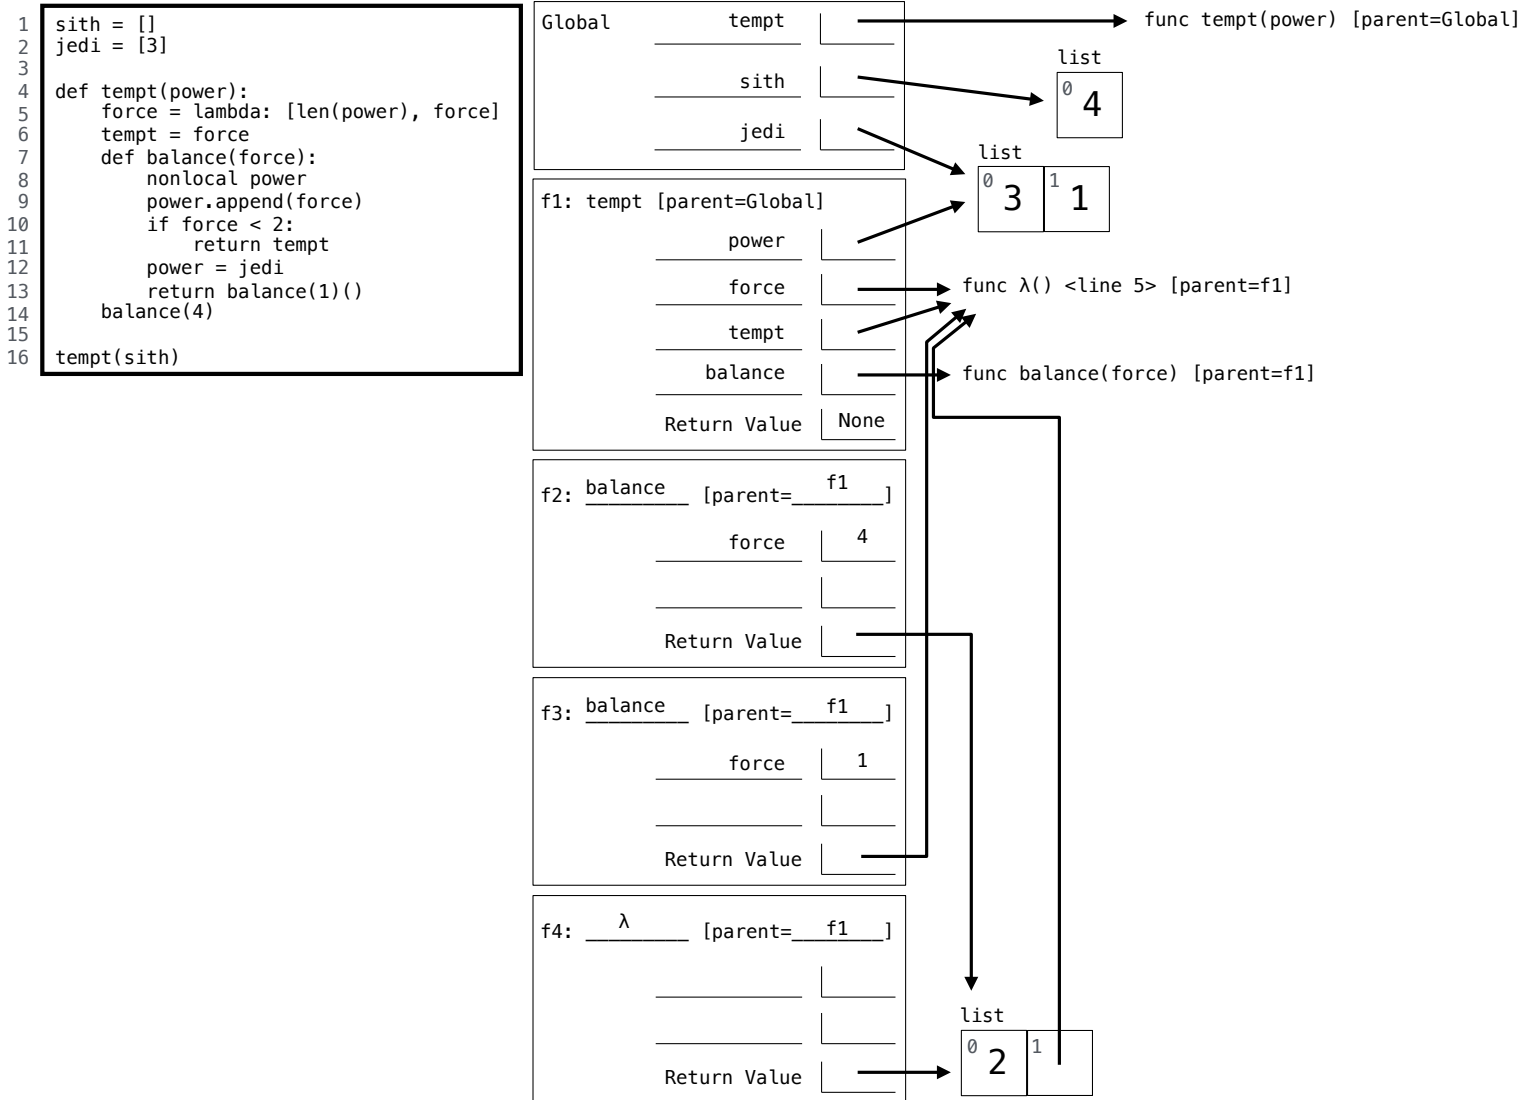 1 sith = []
2 jedi = [3]
3
4 def tempt(power):
5     force = lambda: [len(power), force]
6     tempt = force
7     def balance(force):
8         nonlocal power
9         power.append(force)
10         if force < 2:
11             return tempt
12         power = jedi
13         return balance(1)()
14     balance(4)
15
16 tempt(sith)
Global
tempt
func tempt(power) [parent=Global]
sith
list
0 4
jedi
list
0 3 1 1
f1: tempt [parent=Global]
power
force
func λ() <line 5> [parent=f1]
tempt
balance
func balance(force) [parent=f1]
Return Value None
f2: balance [parent=f1]
force 4
Return Value
f3: balance [parent=f1]
force 1
Return Value
f4: λ [parent=f1]
list
0 2 1
Return Value